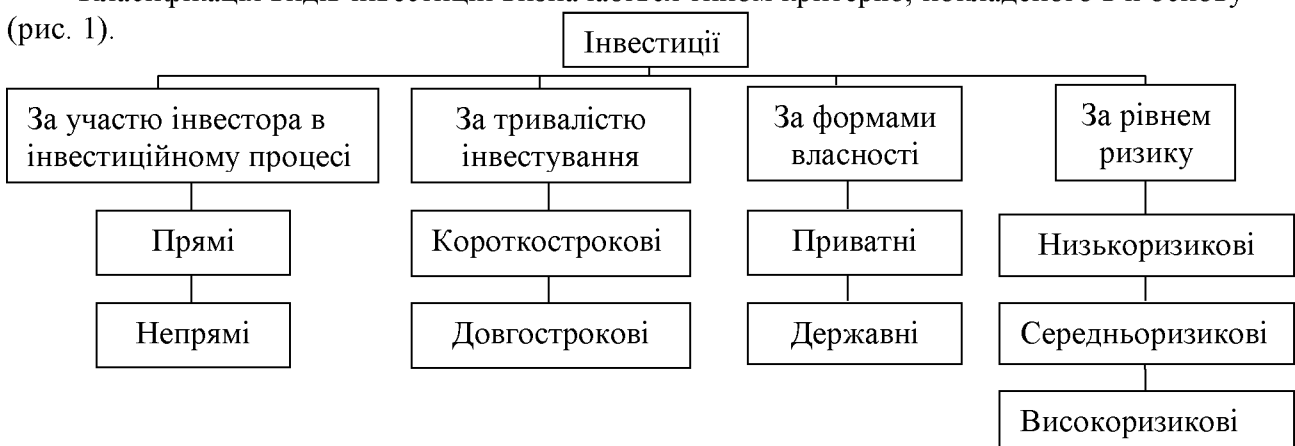 (рис. 1).
Інвестиції
За участю інвестора в
інвестиційному процесі
За тривалістю
інвестування
За формами
власності
За рівнем
ризику
Прямі
Короткострокові
Приватні
Низькоризикові
Непрямі
Довгострокові
Державні
Середньоризикові
Високоризикові